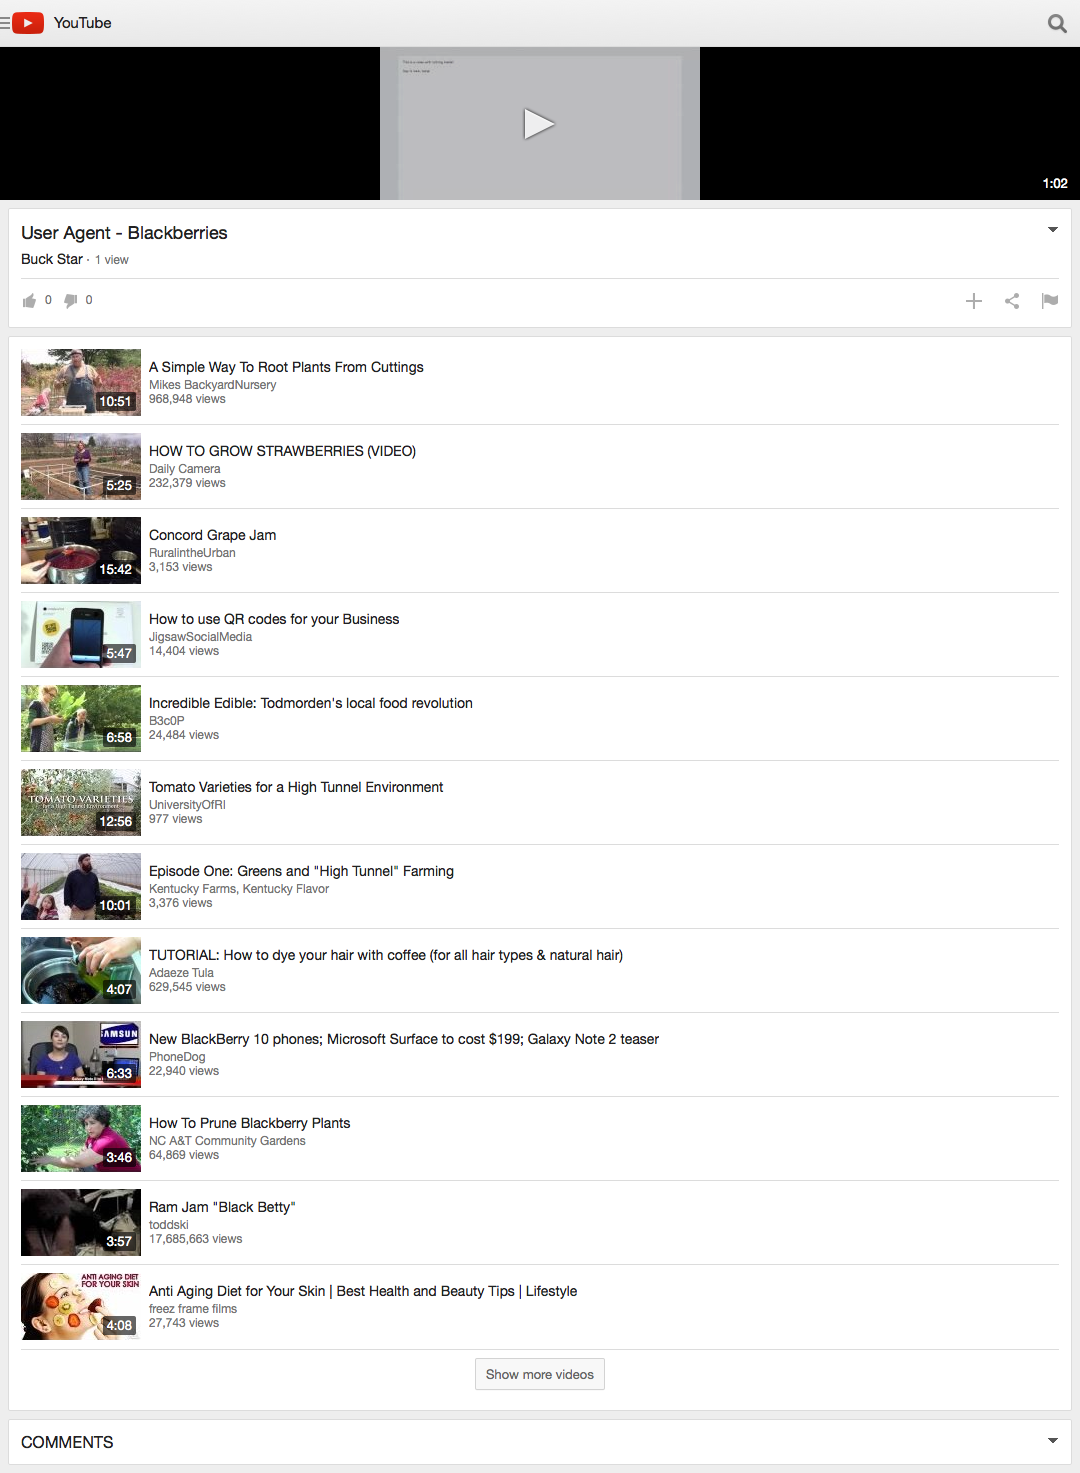 YouTube
1:02
User Agent - Blackberries
Buck Star · 1 view
0 0
10:51
A Simple Way To Root Plants From Cuttings
Mikes BackyardNursery
968,948 views
5:25
HOW TO GROW STRAWBERRIES (VIDEO)
Daily Camera
232,379 views
15:42
Concord Grape Jam
RuralintheUrban
3,153 views
5:47
How to use QR codes for your Business
JigsawSocialMedia
14,404 views
6:58
Incredible Edible: Todmorden's local food revolution
B3c0P
24,484 views
TOMATO VARIETIES
for a High Tunnel Environment
12:56
Tomato Varieties for a High Tunnel Environment
UniversityOfRI
977 views
10:01
Episode One: Greens and "High Tunnel" Farming
Kentucky Farms, Kentucky Flavor
3,376 views
4:07
TUTORIAL: How to dye your hair with coffee (for all hair types & natural hair)
Adaeze Tula
629,545 views
SAMSUN
6:33
New BlackBerry 10 phones; Microsoft Surface to cost $199; Galaxy Note 2 teaser
PhoneDog
22,940 views
3:46
How To Prune Blackberry Plants
NC A&T Community Gardens
64,869 views
3:57
Ram Jam "Black Betty"
toddski
17,685,663 views
ANTI AGING DIET
FOR YOUR SKIN
4:08
Anti Aging Diet for Your Skin | Best Health and Beauty Tips | Lifestyle
freez frame films
27,743 views
Show more videos
COMMENTS